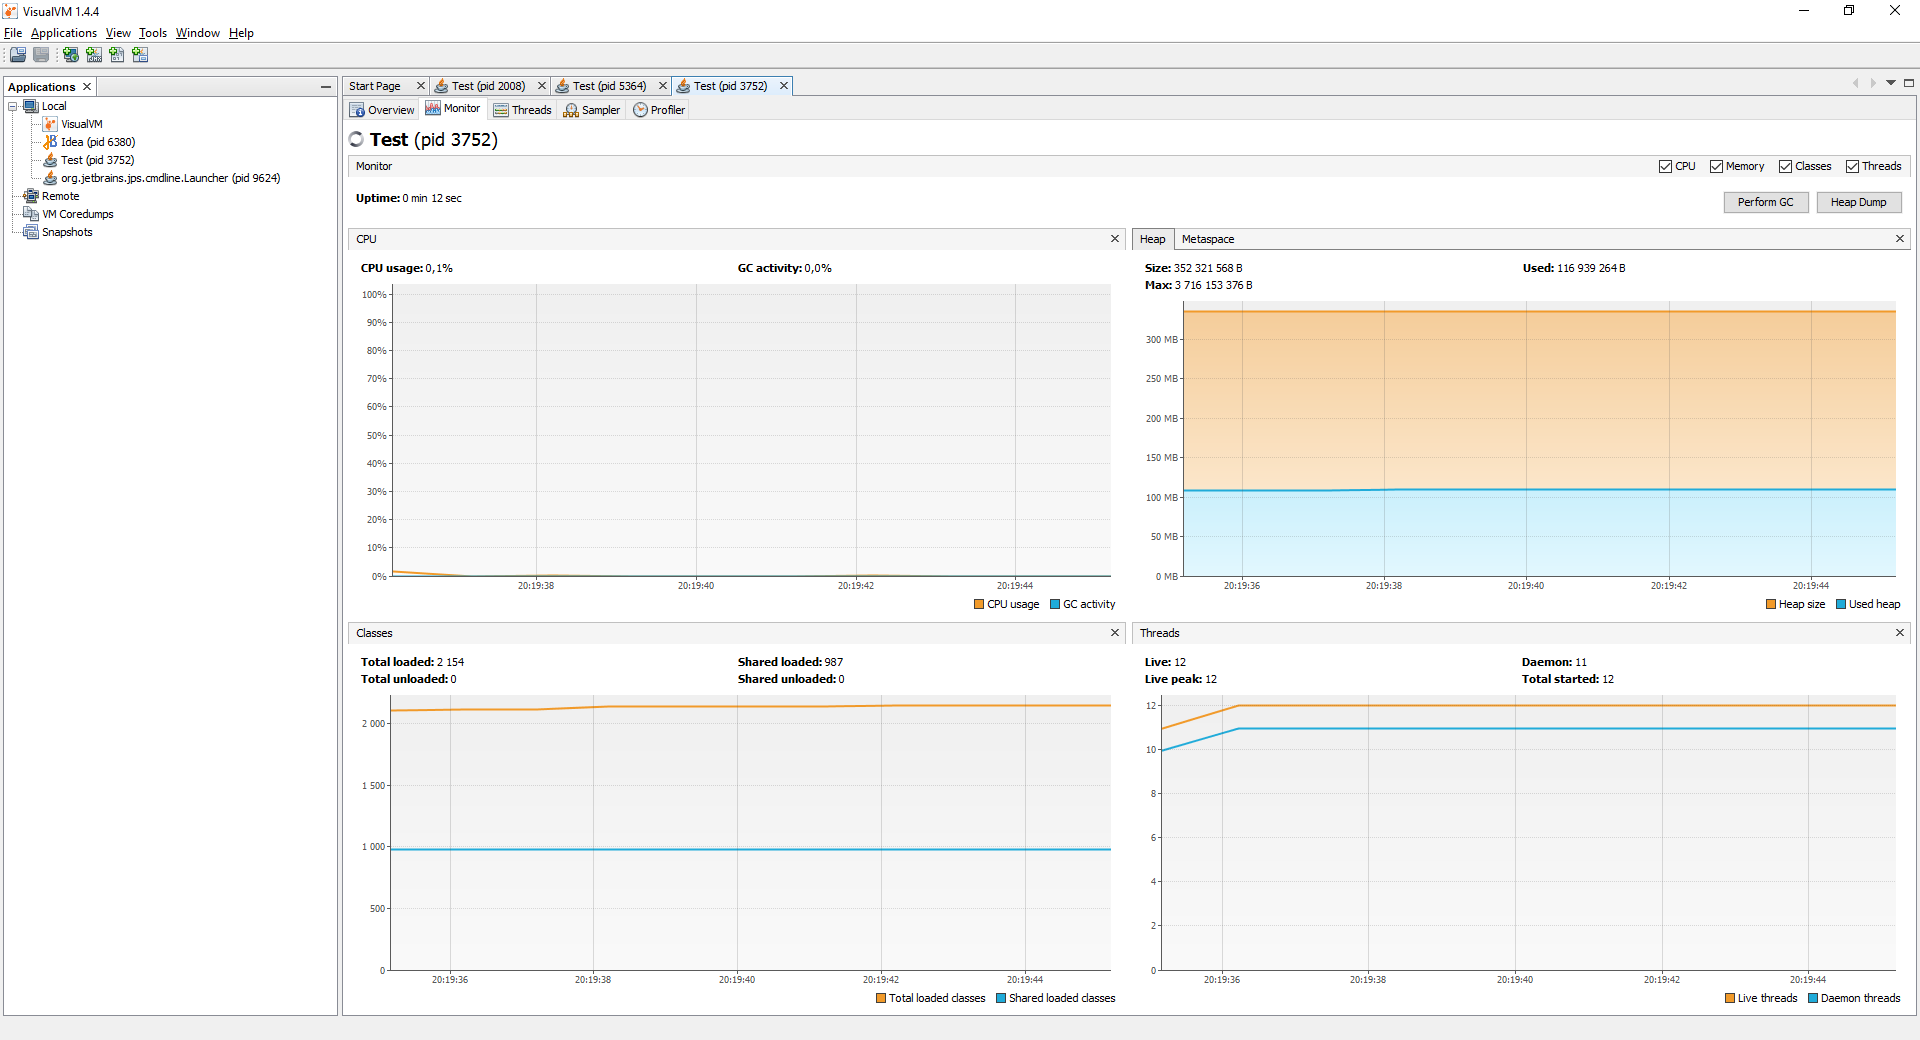 VisualVM 1.4.4
File Applications View Tools Window Help
Applications
Local
VisualVM
Idea (pid 6380)
Test (pid 3752)
org.jetbrains.jps.cmdline.Launcher (pid 9624)
Remote
VM Coredumps
Snapshots
Start Page Test (pid 2008) Test (pid 5364) Test (pid 3752)
Overview Monitor Threads Sampler Profiler
Test (pid 3752)
Monitor CPU Memory Classes Threads
Uptime: 0 min 12 sec Perform GC Heap Dump
CPU
CPU usage: 0,1% GC activity: 0,0%
100%
90%
80%
70%
60%
50%
40%
30%
20%
10%
0%
20:19:38 20:19:40 20:19:42 20:19:44
CPU usage GC activity
Heap Metaspace
Size: 352 321 568 B Used: 116 939 264 B
Max: 3 716 153 376 B
300 MB
250 MB
200 MB
150 MB
100 MB
50 MB
0 MB
20:19:36 20:19:38 20:19:40 20:19:42 20:19:44
Heap size Used heap
Classes
Total loaded: 2 154 Shared loaded: 987
Total unloaded: 0 Shared unloaded: 0
2 000
1 500
1 000
500
0
20:19:36 20:19:38 20:19:40 20:19:42 20:19:44
Total loaded classes Shared loaded classes
Threads
Live: 12 Daemon: 11
Live peak: 12 Total started: 12
12
10
8
6
4
2
0
20:19:36 20:19:38 20:19:40 20:19:42 20:19:44
Live threads Daemon threads